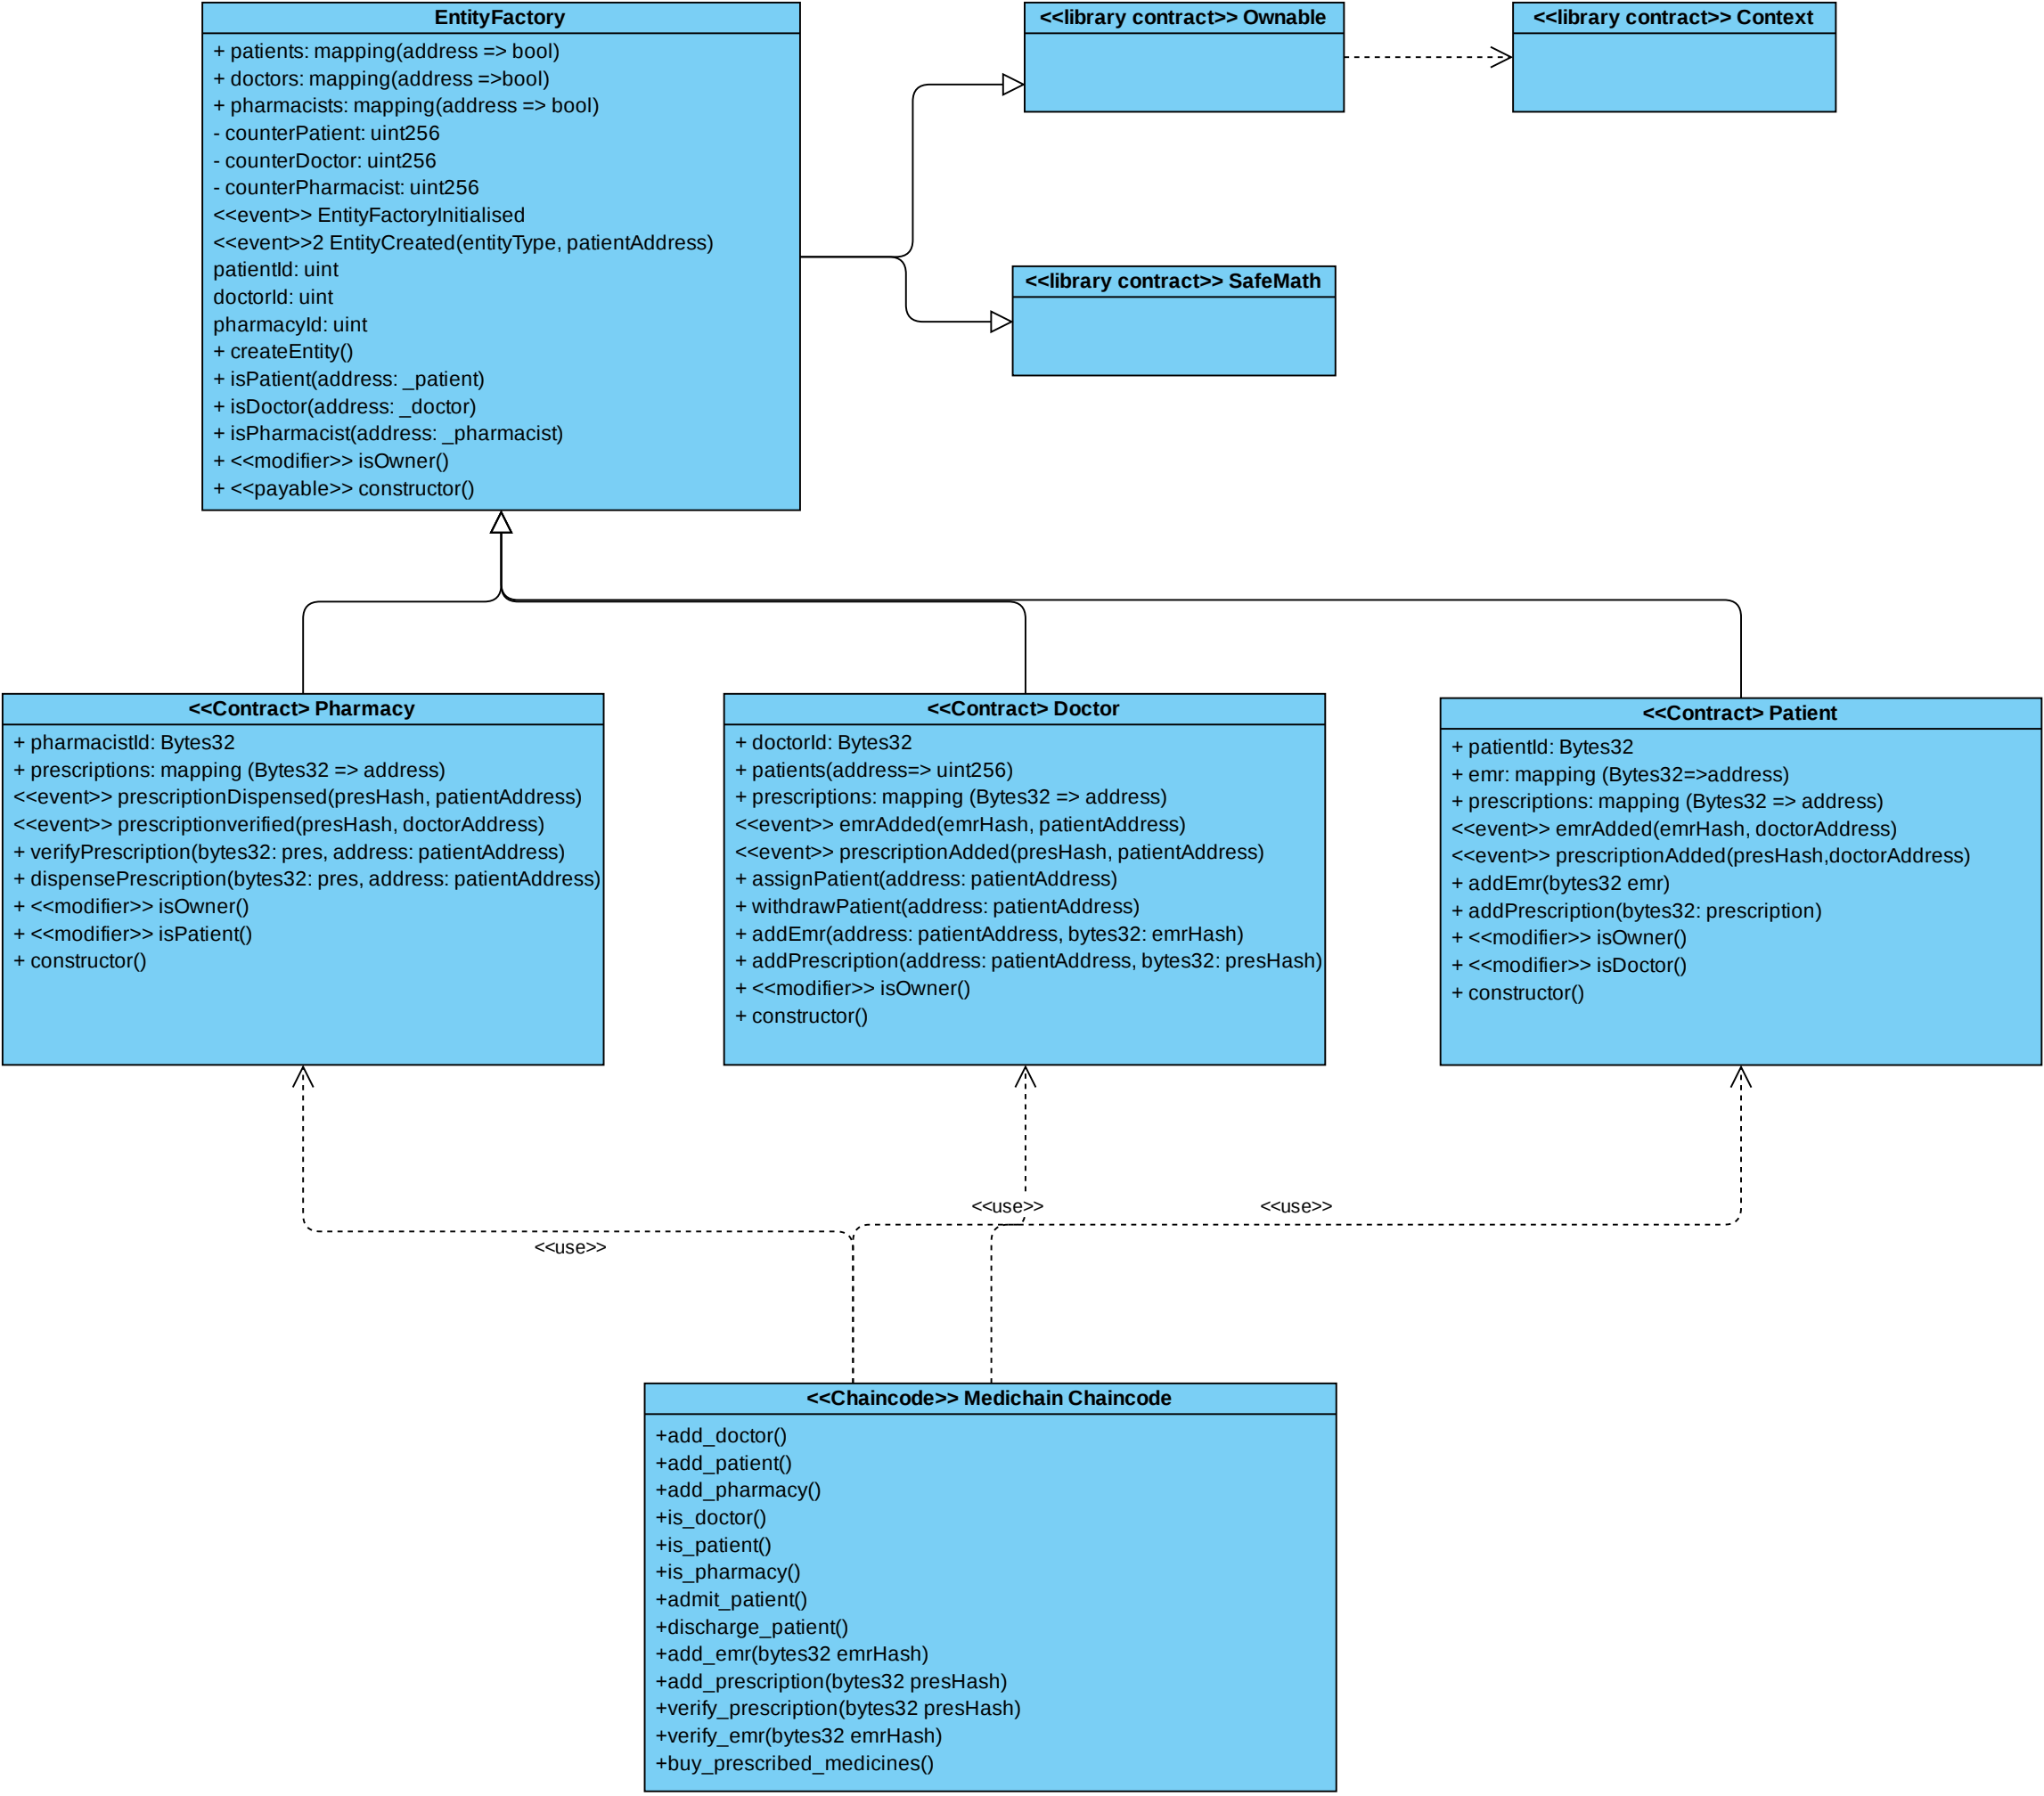 EntityFactory
+ patients: mapping(address => bool)
+ doctors: mapping(address =>bool)
+ pharmacists: mapping(address => bool)
- counterPatient: uint256
- counterDoctor: uint256
- counterPharmacist: uint256
<<event>> EntityFactoryInitialised
<<event>>2 EntityCreated(entityType, patientAddress)
patientId: uint
doctorId: uint
pharmacyId: uint
+ createEntity()
+ isPatient(address: _patient)
+ isDoctor(address: _doctor)
+ isPharmacist(address: _pharmacist)
+ <<modifier>> isOwner()
+ <<payable>> constructor()
<<library contract>> Ownable
<<library contract>> Context
<<library contract>> SafeMath
<<Contract> Pharmacy
+ pharmacistId: Bytes32
+ prescriptions: mapping (Bytes32 => address)
<<event>> prescriptionDispensed(presHash, patientAddress)
<<event>> prescriptionverified(presHash, doctorAddress)
+ verifyPrescription(bytes32: pres, address: patientAddress)
+ dispensePrescription(bytes32: pres, address: patientAddress)
+ <<modifier>> isOwner()
+ <<modifier>> isPatient()
+ constructor()
<<Contract> Doctor
+ doctorId: Bytes32
+ patients(address=> uint256)
+ prescriptions: mapping (Bytes32 => address)
<<event>> emrAdded(emrHash, patientAddress)
<<event>> prescriptionAdded(presHash, patientAddress)
+ assignPatient(address: patientAddress)
+ withdrawPatient(address: patientAddress)
+ addEmr(address: patientAddress, bytes32: emrHash)
+ addPrescription(address: patientAddress, bytes32: presHash)
+ <<modifier>> isOwner()
+ constructor()
<<Contract> Patient
+ patientId: Bytes32
+ emr: mapping (Bytes32=>address)
+ prescriptions: mapping (Bytes32 => address)
<<event>> emrAdded(emrHash, doctorAddress)
<<event>> prescriptionAdded(presHash,doctorAddress)
+ addEmr(bytes32 emr)
+ addPrescription(bytes32: prescription)
+ <<modifier>> isOwner()
+ <<modifier>> isDoctor()
+ constructor()
<<use>>
<<use>>
<<use>>
<<Chaincode>> Medichain Chaincode
+add_doctor()
+add_patient()
+add_pharmacy()
+is_doctor()
+is_patient()
+is_pharmacy()
+admit_patient()
+discharge_patient()
+add_emr(bytes32 emrHash)
+add_prescription(bytes32 presHash)
+verify_prescription(bytes32 presHash)
+verify_emr(bytes32 emrHash)
+buy_prescribed_medicines()